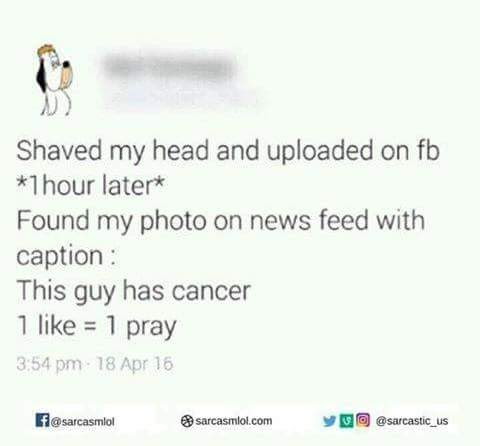 Shaved my head and uploaded on fb
*1hour later*
Found my photo on news feed with
caption :
This guy has cancer
1 like = 1 pray
3:54 pm · 18 Apr 16
@sarcasmlol
sarcasmlol.com
@sarcastic_us